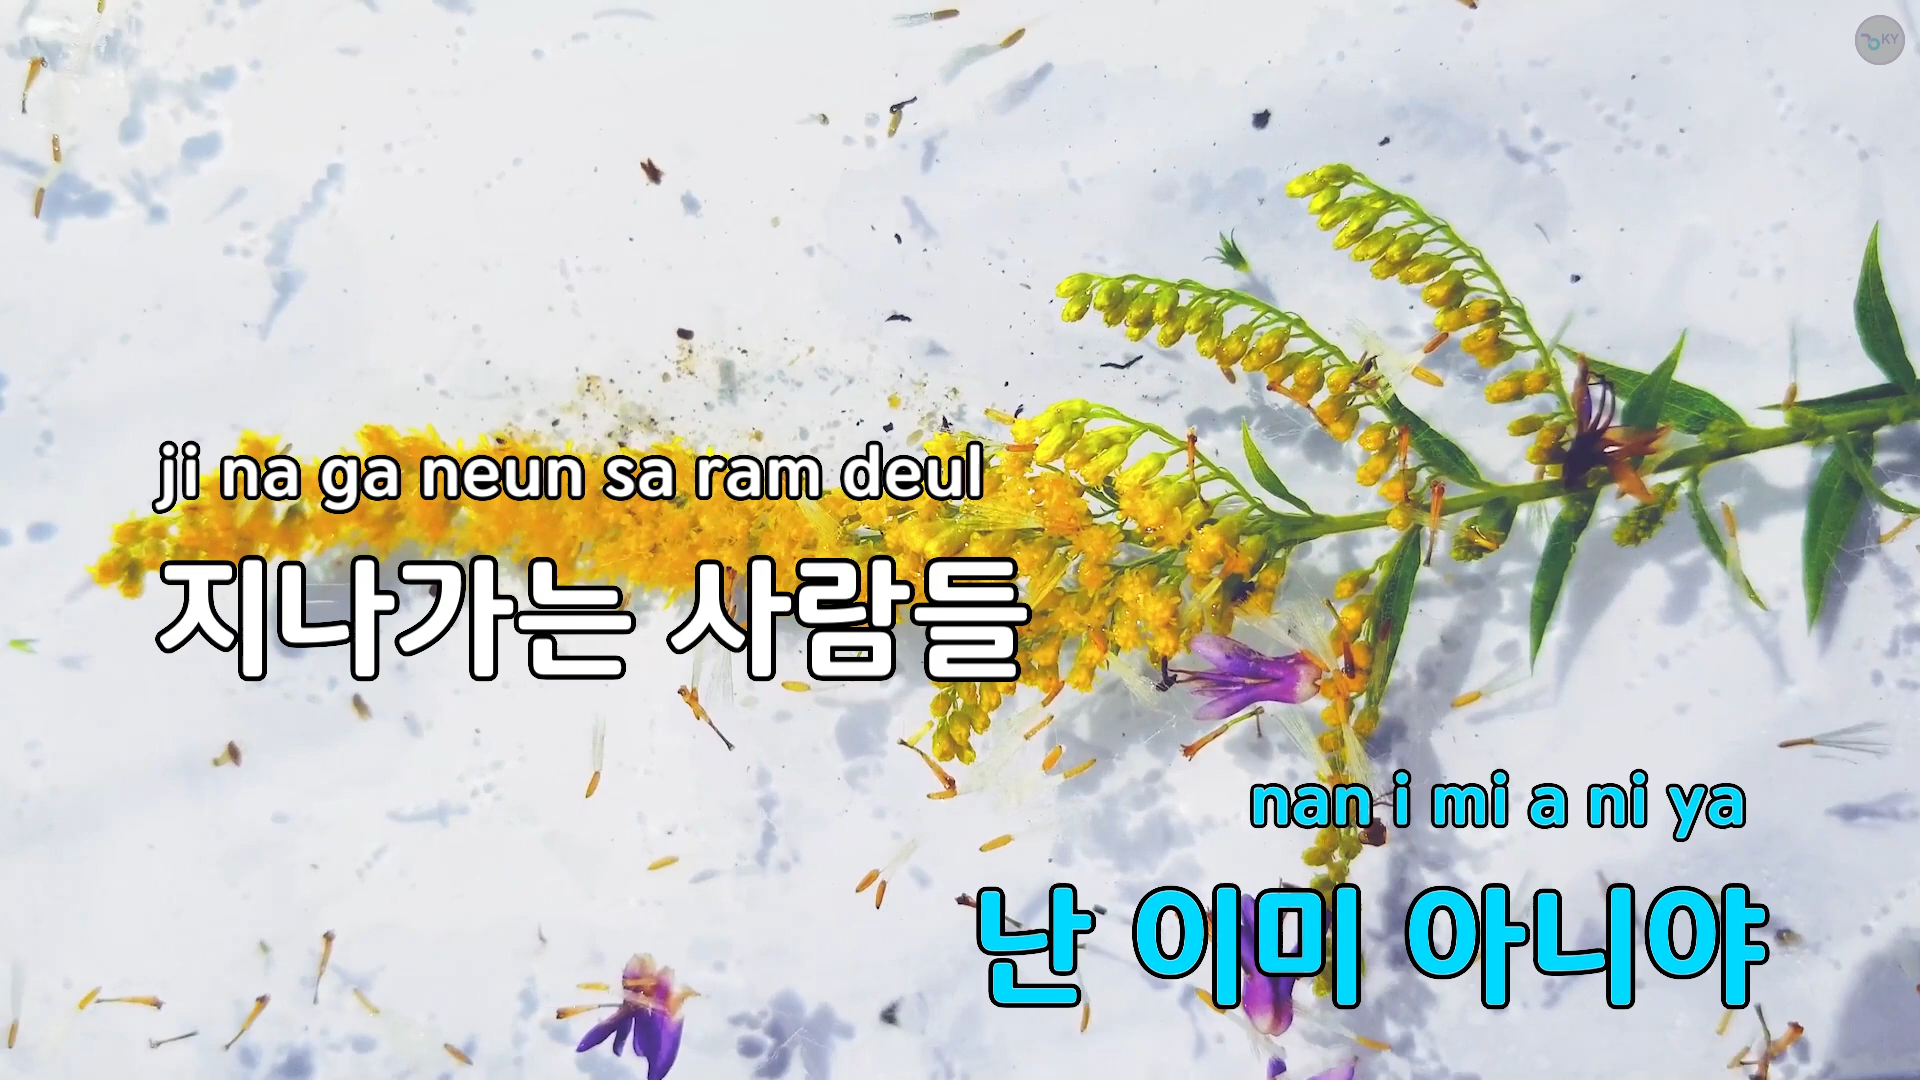 KY
ji na ga neun sa ram deul
지나가는 사람들
nan i mi a ni ya
난 이미 아니야